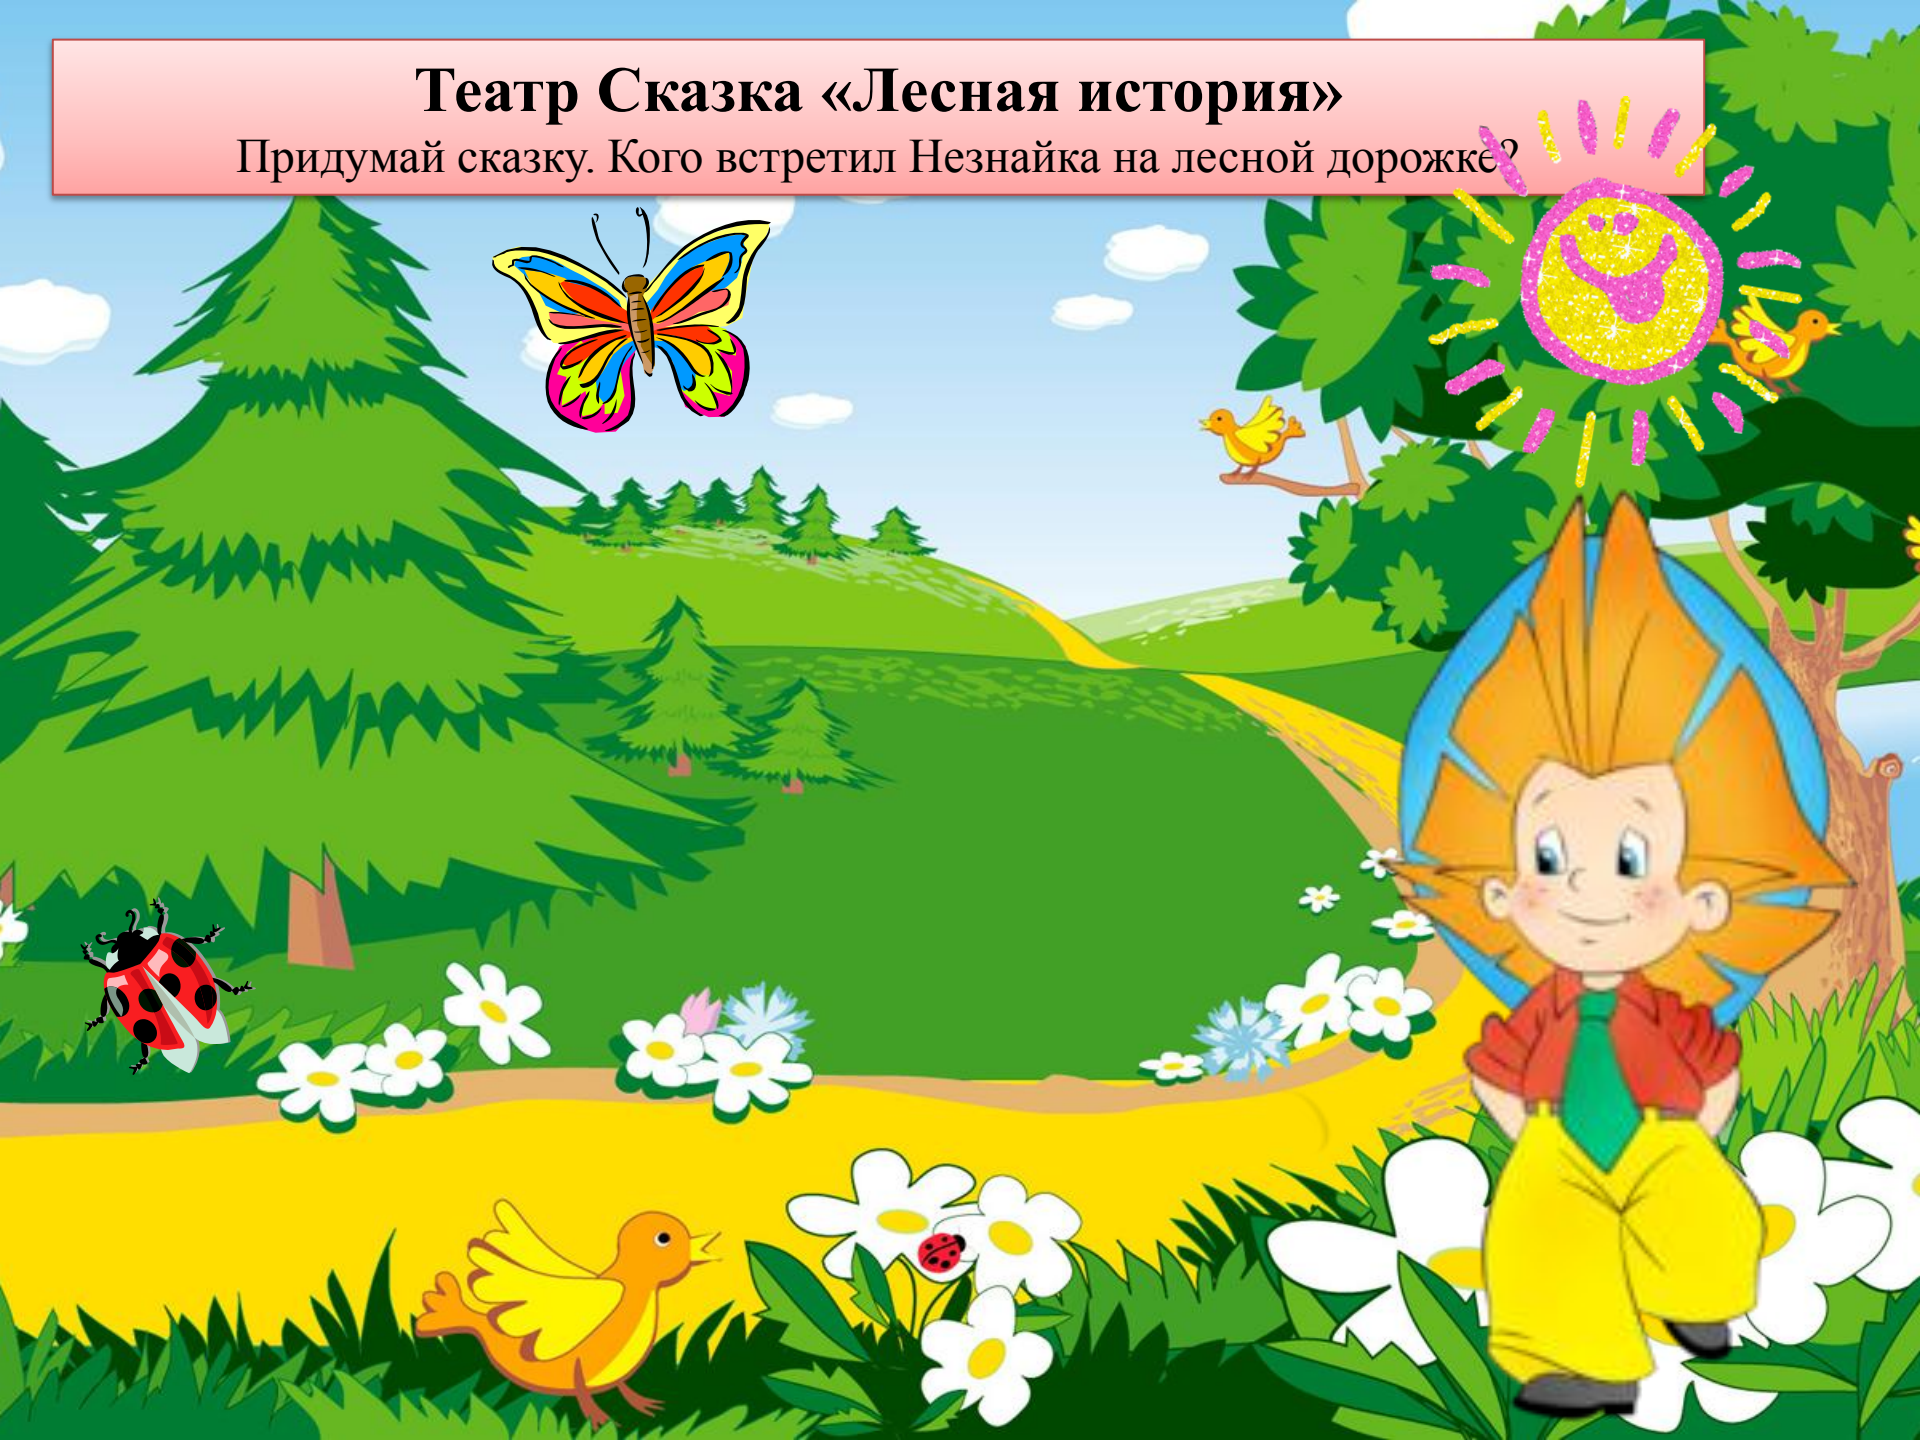 Театр Сказка «Лесная история»
Придумай сказку. Кого встретил Незнайка на лесной дорожке?